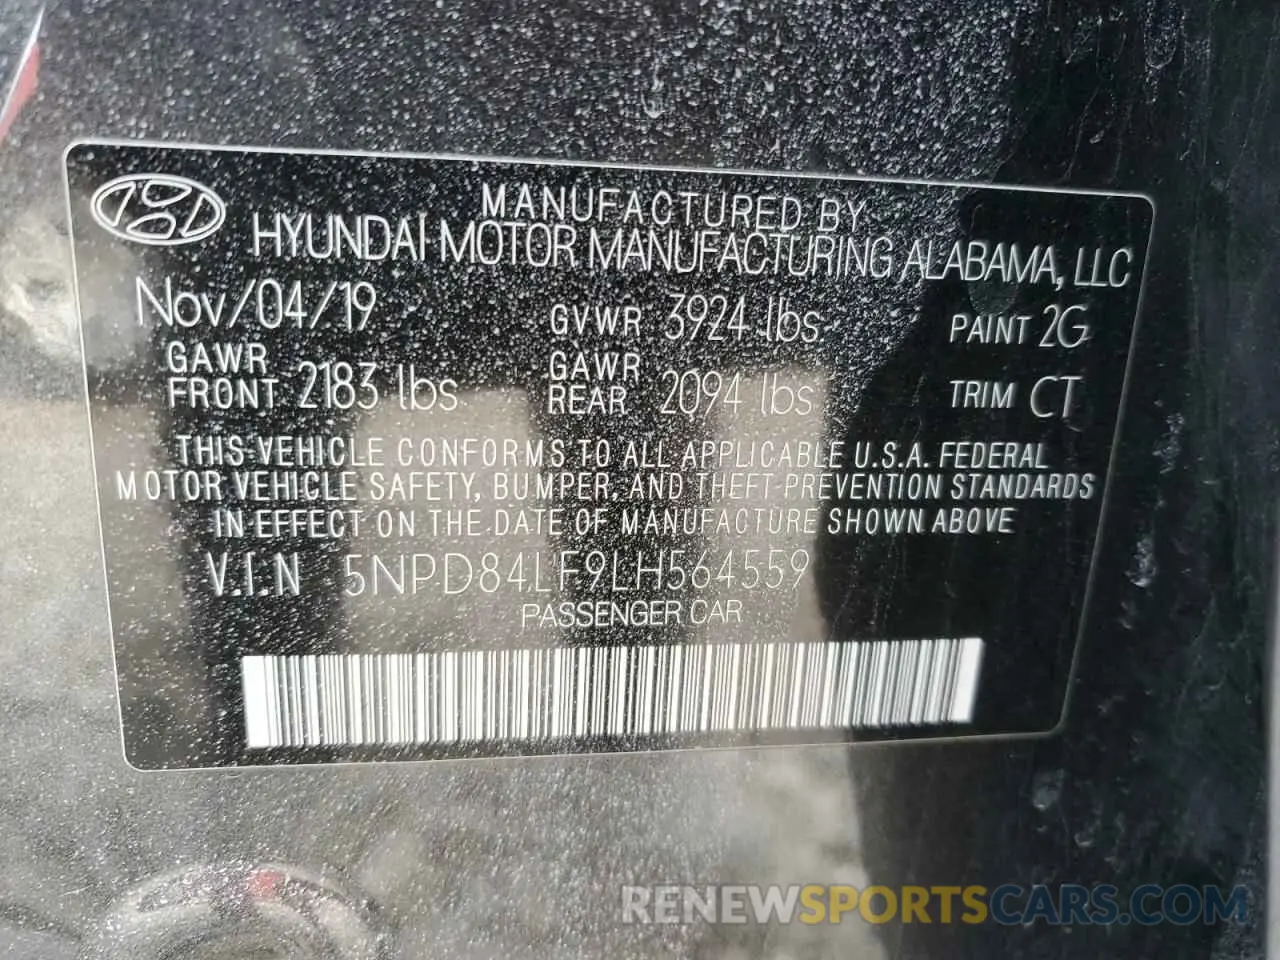 MANUFACTURED BY
HYUNDAI MOTOR MANUFACTURING ALABAMA, LLC
Nov/04/19 GVWR 3924 lbs PAINT 2G
GAWR FRONT 2183 lbs GAWR REAR 2094 lbs TRIM CT
THIS VEHICLE CONFORMS TO ALL APPLICABLE U.S.A. FEDERAL
MOTOR VEHICLE SAFETY, BUMPER, AND THEFT PREVENTION STANDARDS
IN EFFECT ON THE DATE OF MANUFACTURE SHOWN ABOVE
V.I.N 5NPD84LF9LH564559
PASSENGER CAR
RENEWSPORTSCARS.COM